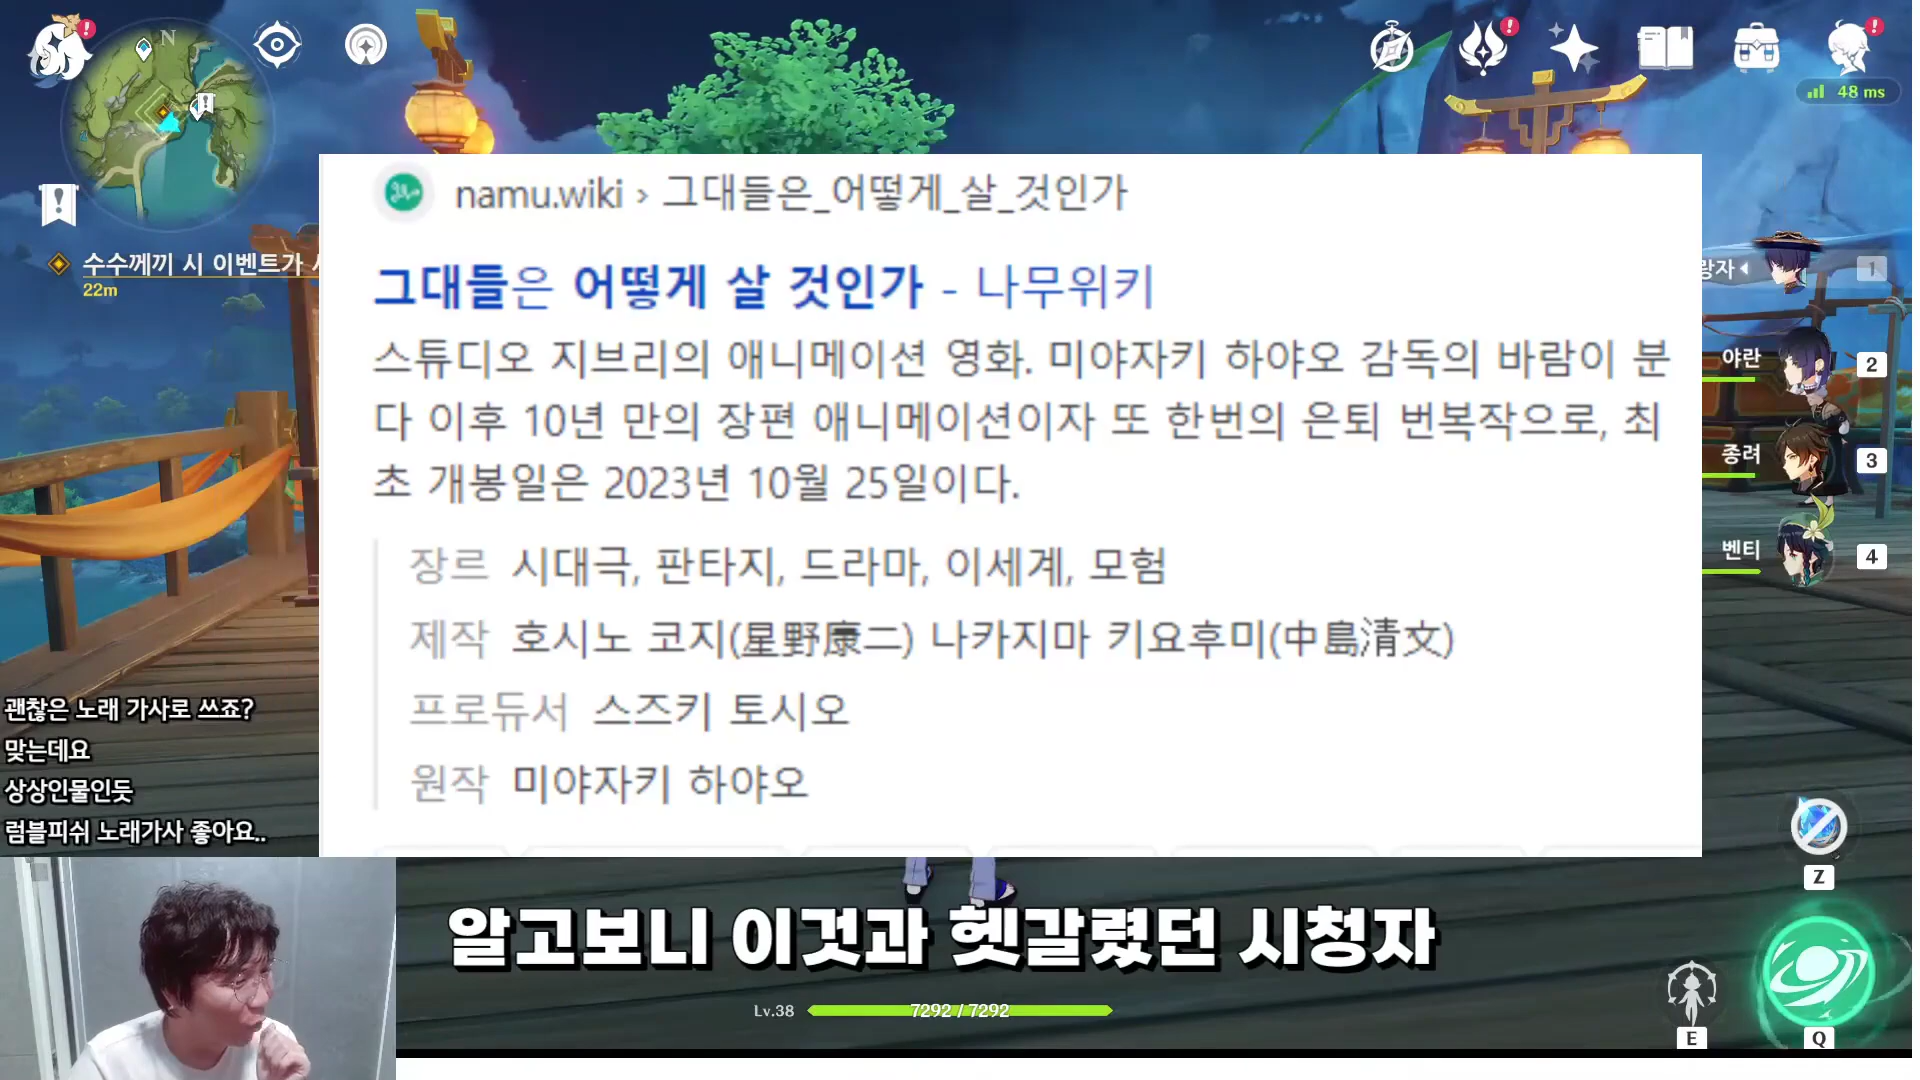 N
48 ms
namu.wiki › 그대들은_어떻게_살_것인가
수수께끼 시 이벤트가
22m
그대들은 어떻게 살 것인가 - 나무위키
스튜디오 지브리의 애니메이션 영화. 미야자키 하야오 감독의 바람이 분
다 이후 10년 만의 장편 애니메이션이자 또 한번의 은퇴 번복작으로, 최
초 개봉일은 2023년 10월 25일이다.
장르 시대극, 판타지, 드라마, 이세계, 모험
제작 호시노 코지(星野康二) 나카지마 키요후미(中島清文)
프로듀서 스즈키 토시오
원작 미야자키 하야오
랑자 1
야란 2
종려 3
벤티 4
괜찮은 노래 가사로 쓰죠?
맞는데요
상상인물인듯
럼블피쉬 노래가사 좋아요..
알고보니 이것과 헷갈렸던 시청자
Lv.38 7292 / 7292
Z
E
Q